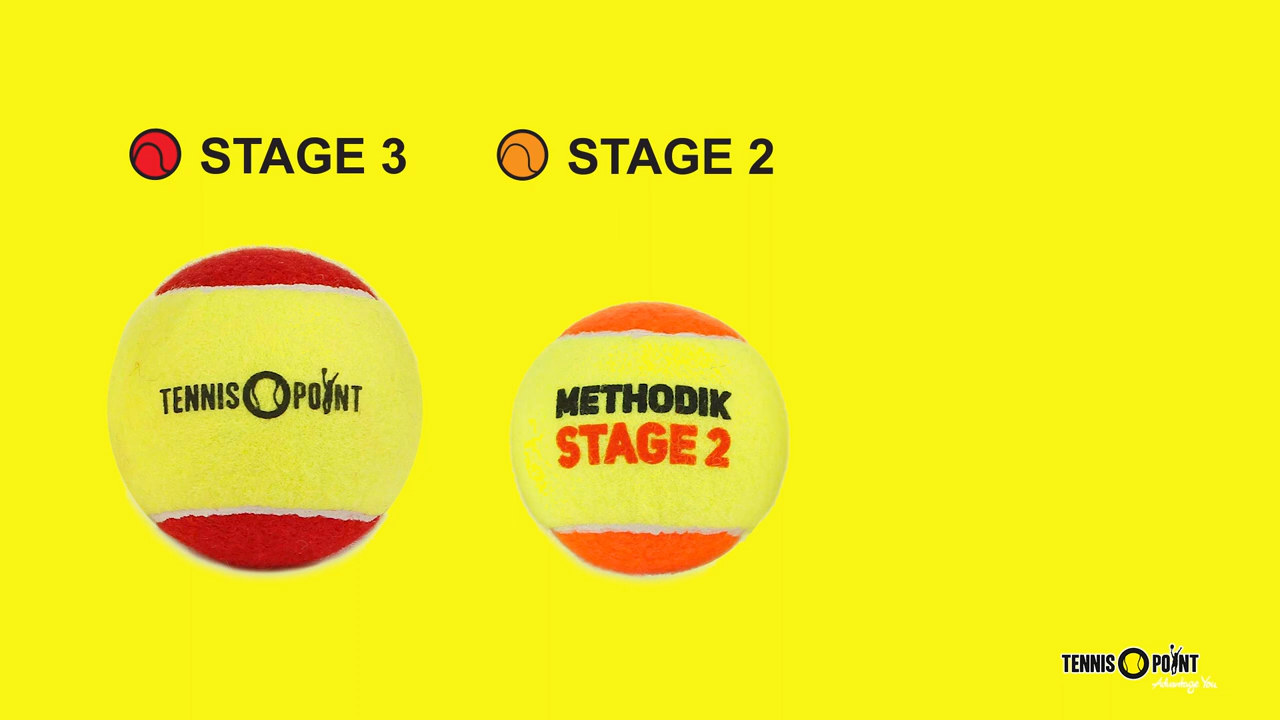 STAGE 3
STAGE 2
TENNIS POINT
METHODIK
STAGE 2
TENNIS POINT
Advantage You